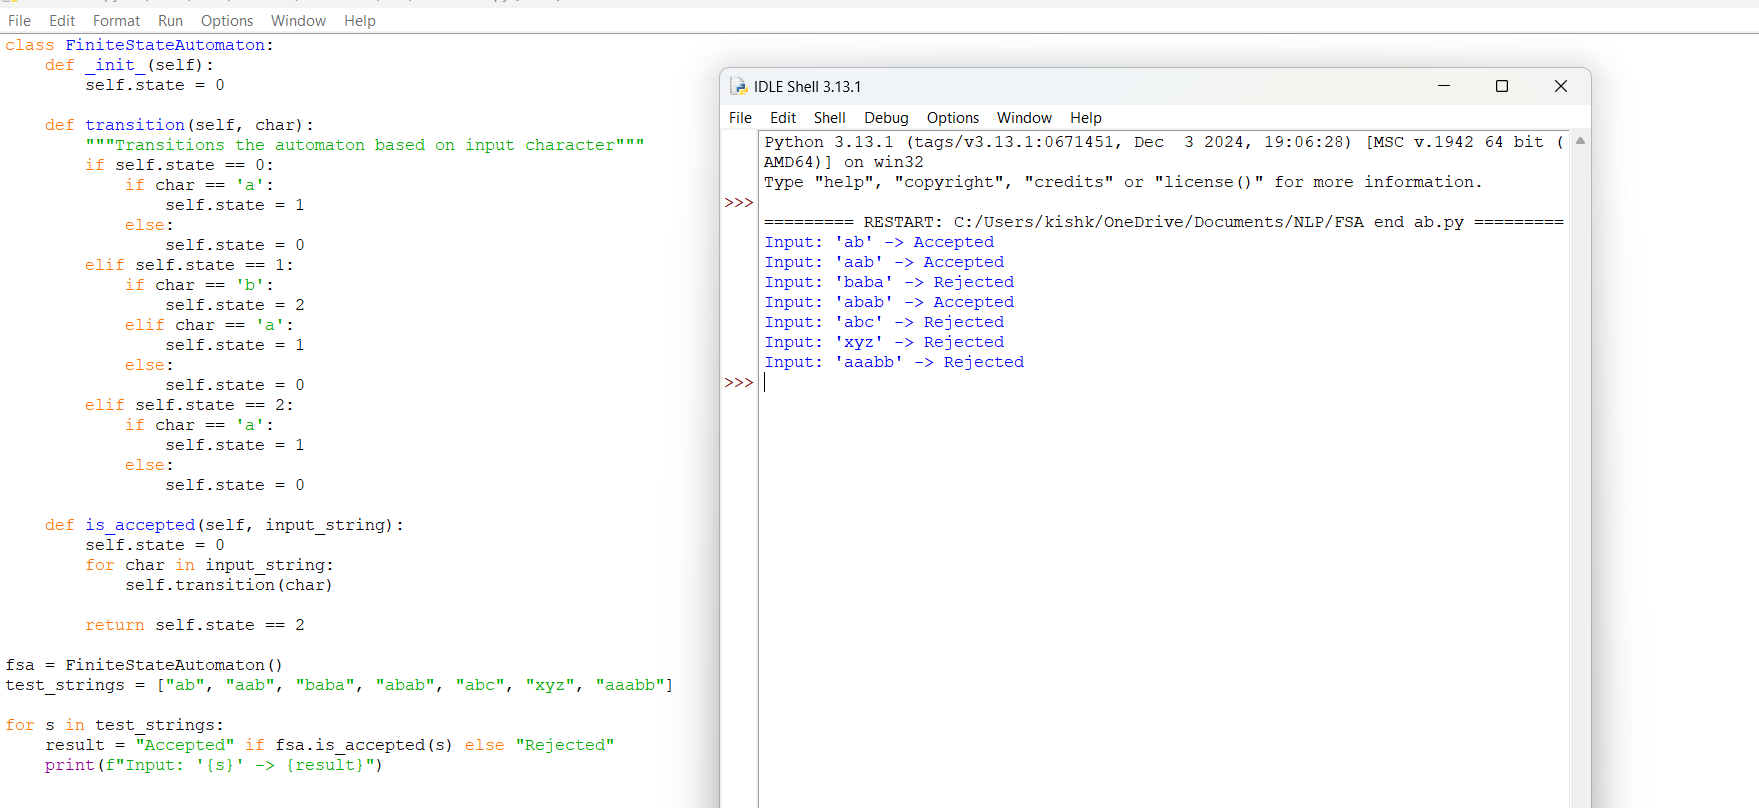 File Edit Format Run Options Window Help
class FiniteStateAutomaton:
    def _init_(self):
        self.state = 0

    def transition(self, char):
        """Transitions the automaton based on input character"""
        if self.state == 0:
            if char == 'a':
                self.state = 1
            else:
                self.state = 0
        elif self.state == 1:
            if char == 'b':
                self.state = 2
            elif char == 'a':
                self.state = 1
            else:
                self.state = 0
        elif self.state == 2:
            if char == 'a':
                self.state = 1
            else:
                self.state = 0

    def is_accepted(self, input_string):
        self.state = 0
        for char in input_string:
            self.transition(char)

        return self.state == 2

fsa = FiniteStateAutomaton()
test_strings = ["ab", "aab", "baba", "abab", "abc", "xyz", "aaabb"]

for s in test_strings:
    result = "Accepted" if fsa.is_accepted(s) else "Rejected"
    print(f"Input: '{s}' -> {result}")
IDLE Shell 3.13.1
File Edit Shell Debug Options Window Help
Python 3.13.1 (tags/v3.13.1:0671451, Dec  3 2024, 19:06:28) [MSC v.1942 64 bit (
AMD64)] on win32
Type "help", "copyright", "credits" or "license()" for more information.
>>>
========= RESTART: C:/Users/kishk/OneDrive/Documents/NLP/FSA end ab.py =========
Input: 'ab' -> Accepted
Input: 'aab' -> Accepted
Input: 'baba' -> Rejected
Input: 'abab' -> Accepted
Input: 'abc' -> Rejected
Input: 'xyz' -> Rejected
Input: 'aaabb' -> Rejected
>>>